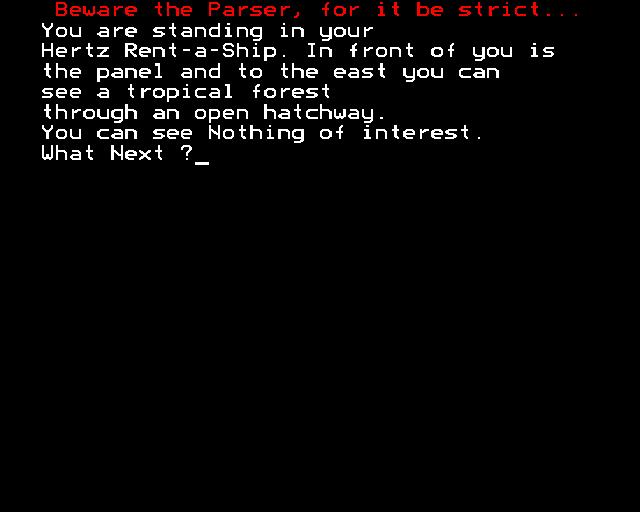 Beware the Parser, for it be strict...
You are standing in your
Hertz Rent-a-Ship. In front of you is
the panel and to the east you can
see a tropical forest
through an open hatchway.
You can see Nothing of interest.
What Next ?_